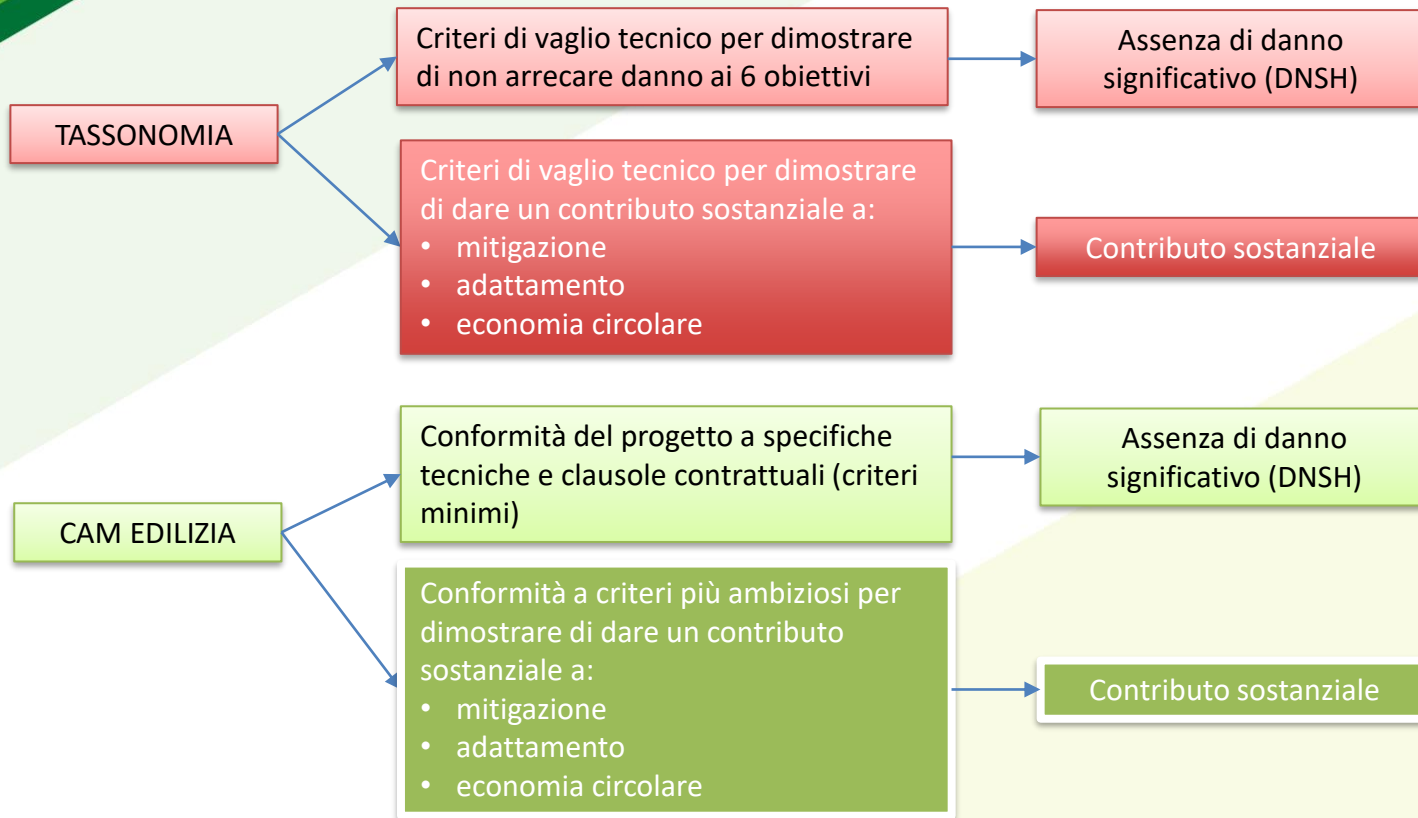 TASSONOMIA
Criteri di vaglio tecnico per dimostrare
di non arrecare danno ai 6 obiettivi
Assenza di danno
significativo (DNSH)
Criteri di vaglio tecnico per dimostrare
di dare un contributo sostanziale a:
• mitigazione
• adattamento
• economia circolare
Contributo sostanziale
CAM EDILIZIA
Conformità del progetto a specifiche
tecniche e clausole contrattuali (criteri
minimi)
Assenza di danno
significativo (DNSH)
Conformità a criteri più ambiziosi per
dimostrare di dare un contributo
sostanziale a:
• mitigazione
• adattamento
• economia circolare
Contributo sostanziale